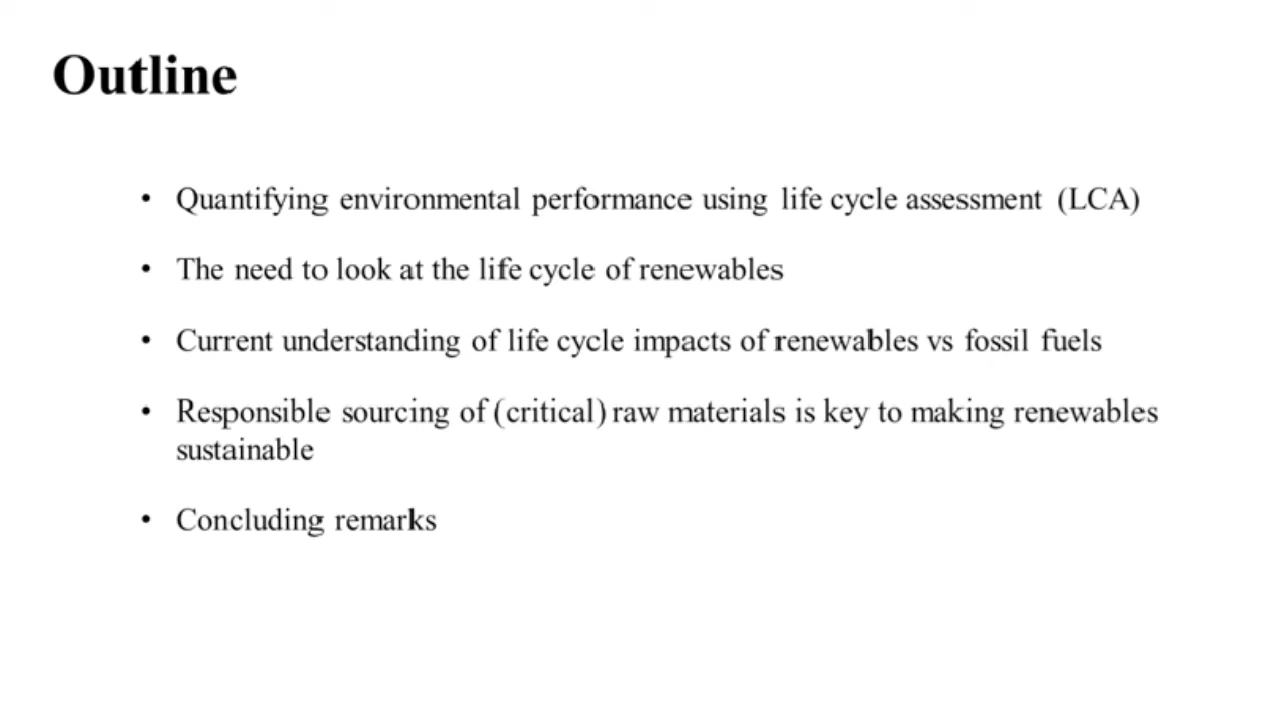 Outline
• Quantifying environmental performance using life cycle assessment (LCA)
• The need to look at the life cycle of renewables
• Current understanding of life cycle impacts of renewables vs fossil fuels
• Responsible sourcing of (critical) raw materials is key to making renewables
sustainable
• Concluding remarks